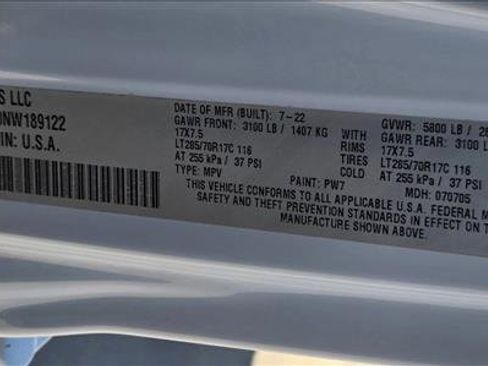 S LLC
NW189122
IN: U.S.A.
DATE OF MFR (BUILT): 7-22
GAWR FRONT: 3100 LB / 1407 KG WITH
17X7.5 RIMS
LT285/70R17C 116 TIRES
AT 255 kPa / 37 PSI COLD
TYPE: MPV PAINT: PW7
GVWR: 5800 LB / 26
GAWR REAR: 3100 L
17X7.5
LT285/70R17C 116
AT 255 kPa / 37 PSI
MDH: 070705
THIS VEHICLE CONFORMS TO ALL APPLICABLE U.S.A. FEDERAL M
SAFETY AND THEFT PREVENTION STANDARDS IN EFFECT ON T
MANUFACTURE SHOWN ABOVE.